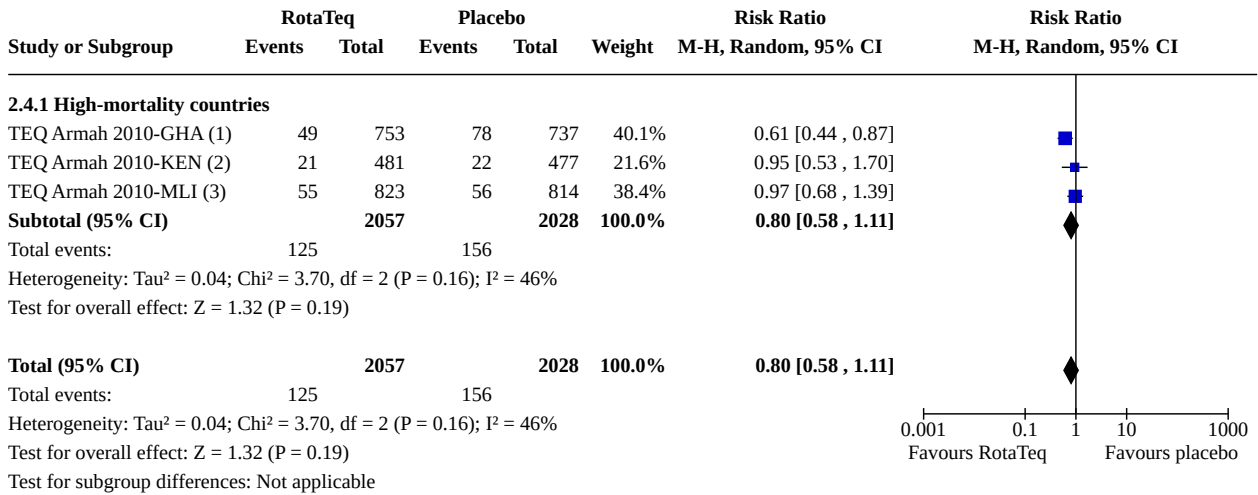 RotaTeq Placebo Risk Ratio Risk Ratio
Study or Subgroup Events Total Events Total Weight M-H, Random, 95% CI M-H, Random, 95% CI
2.4.1 High-mortality countries
TEQ Armah 2010-GHA (1) 49 753 78 737 40.1% 0.61 [0.44 , 0.87]
TEQ Armah 2010-KEN (2) 21 481 22 477 21.6% 0.95 [0.53 , 1.70]
TEQ Armah 2010-MLI (3) 55 823 56 814 38.4% 0.97 [0.68 , 1.39]
Subtotal (95% CI) 2057 2028 100.0% 0.80 [0.58 , 1.11]
Total events: 125 156
Heterogeneity: Tau² = 0.04; Chi² = 3.70, df = 2 (P = 0.16); I² = 46%
Test for overall effect: Z = 1.32 (P = 0.19)
Total (95% CI) 2057 2028 100.0% 0.80 [0.58 , 1.11]
Total events: 125 156
Heterogeneity: Tau² = 0.04; Chi² = 3.70, df = 2 (P = 0.16); I² = 46%
Test for overall effect: Z = 1.32 (P = 0.19)
Test for subgroup differences: Not applicable
0.001 0.1 1 10 1000
Favours RotaTeq Favours placebo